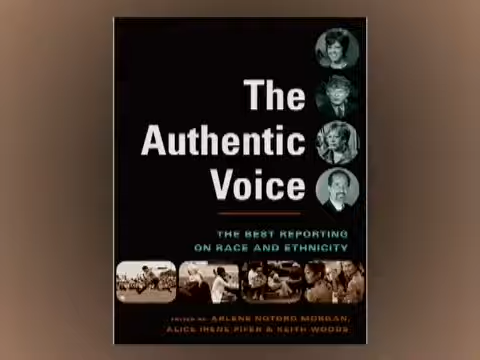 The
Authentic
Voice
THE BEST REPORTING
ON RACE AND ETHNICITY
EDITED BY ARLENE NOTORO MORGAN,
ALICE IRENE PIFER & KEITH WOODS